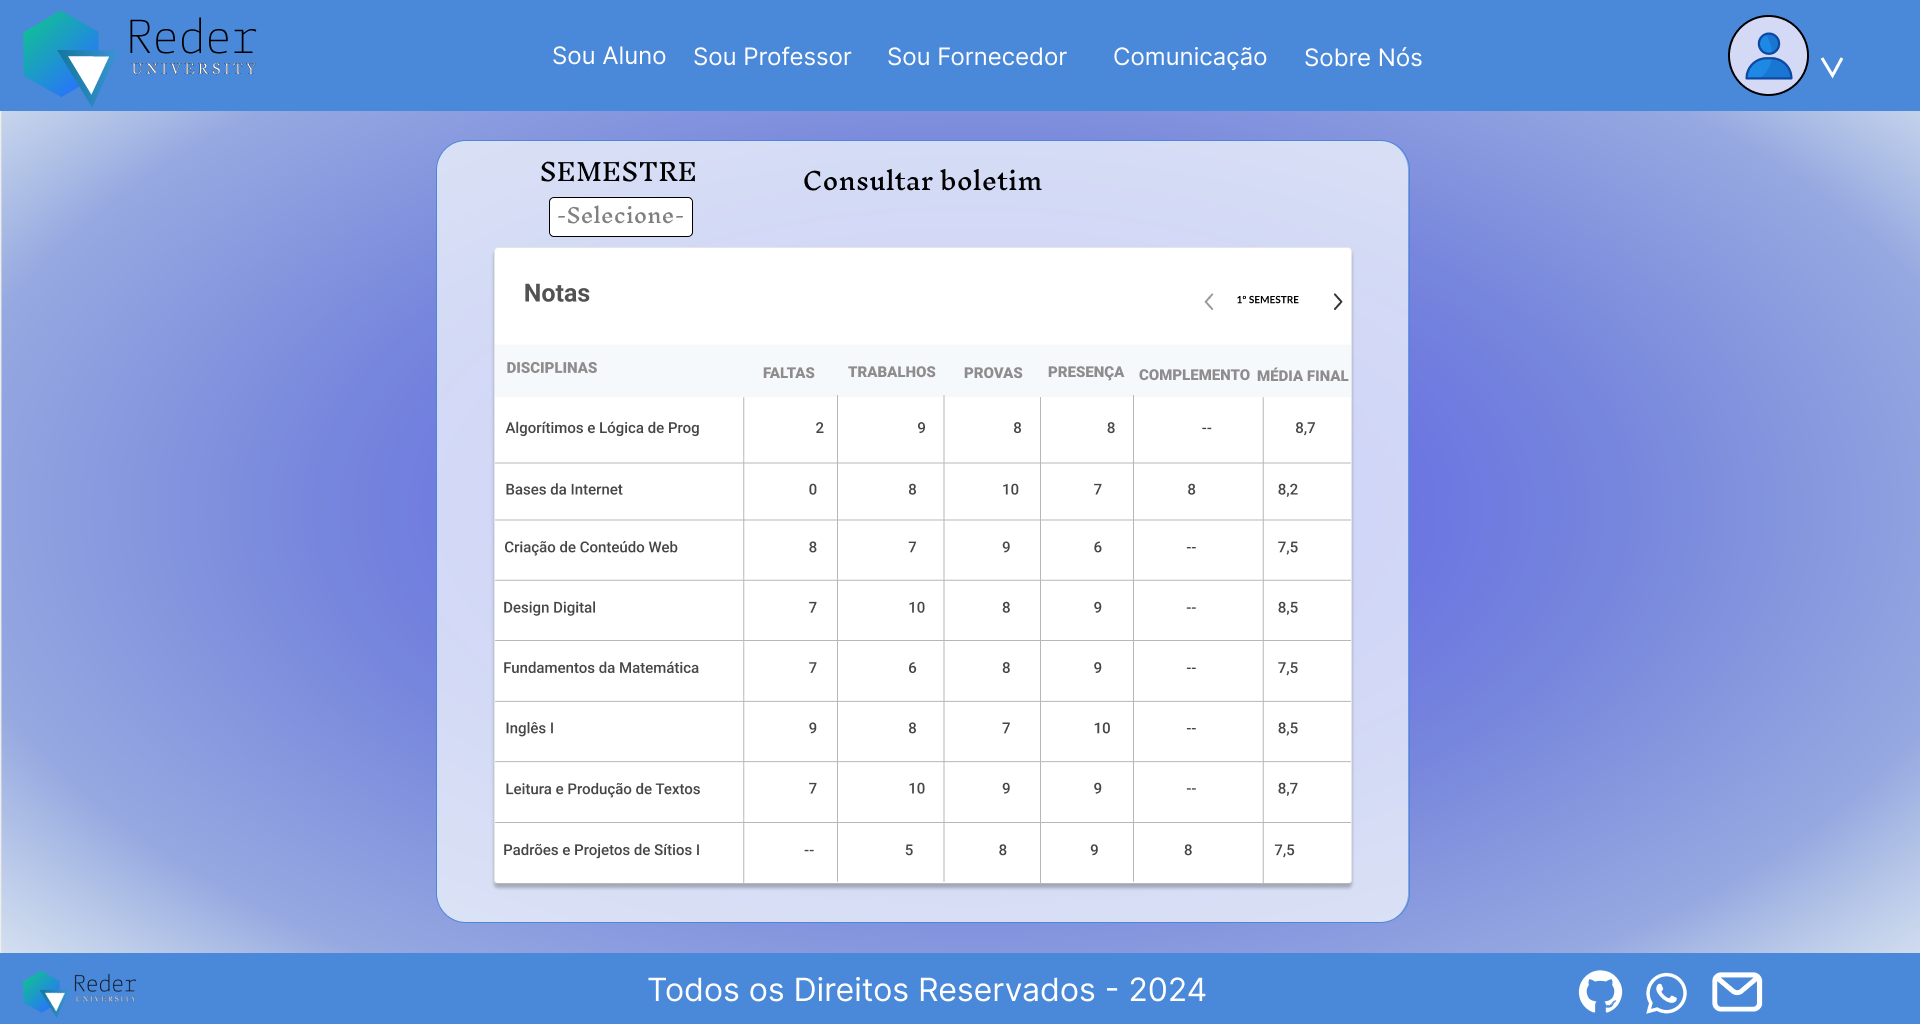 Reder
UNIVERSITY
Sou Aluno Sou Professor Sou Fornecedor Comunicação Sobre Nós
SEMESTRE
Consultar boletim
-Selecione-
Notas
1º SEMESTRE
DISCIPLINAS FALTAS TRABALHOS PROVAS PRESENÇA COMPLEMENTO MÉDIA FINAL
Algorítimos e Lógica de Prog 2 9 8 8 -- 8,7
Bases da Internet 0 8 10 7 8 8,2
Criação de Conteúdo Web 8 7 9 6 -- 7,5
Design Digital 7 10 8 9 -- 8,5
Fundamentos da Matemática 7 6 8 9 -- 7,5
Inglês I 9 8 7 10 -- 8,5
Leitura e Produção de Textos 7 10 9 9 -- 8,7
Padrões e Projetos de Sítios I -- 5 8 9 8 7,5
Reder
UNIVERSITY
Todos os Direitos Reservados - 2024